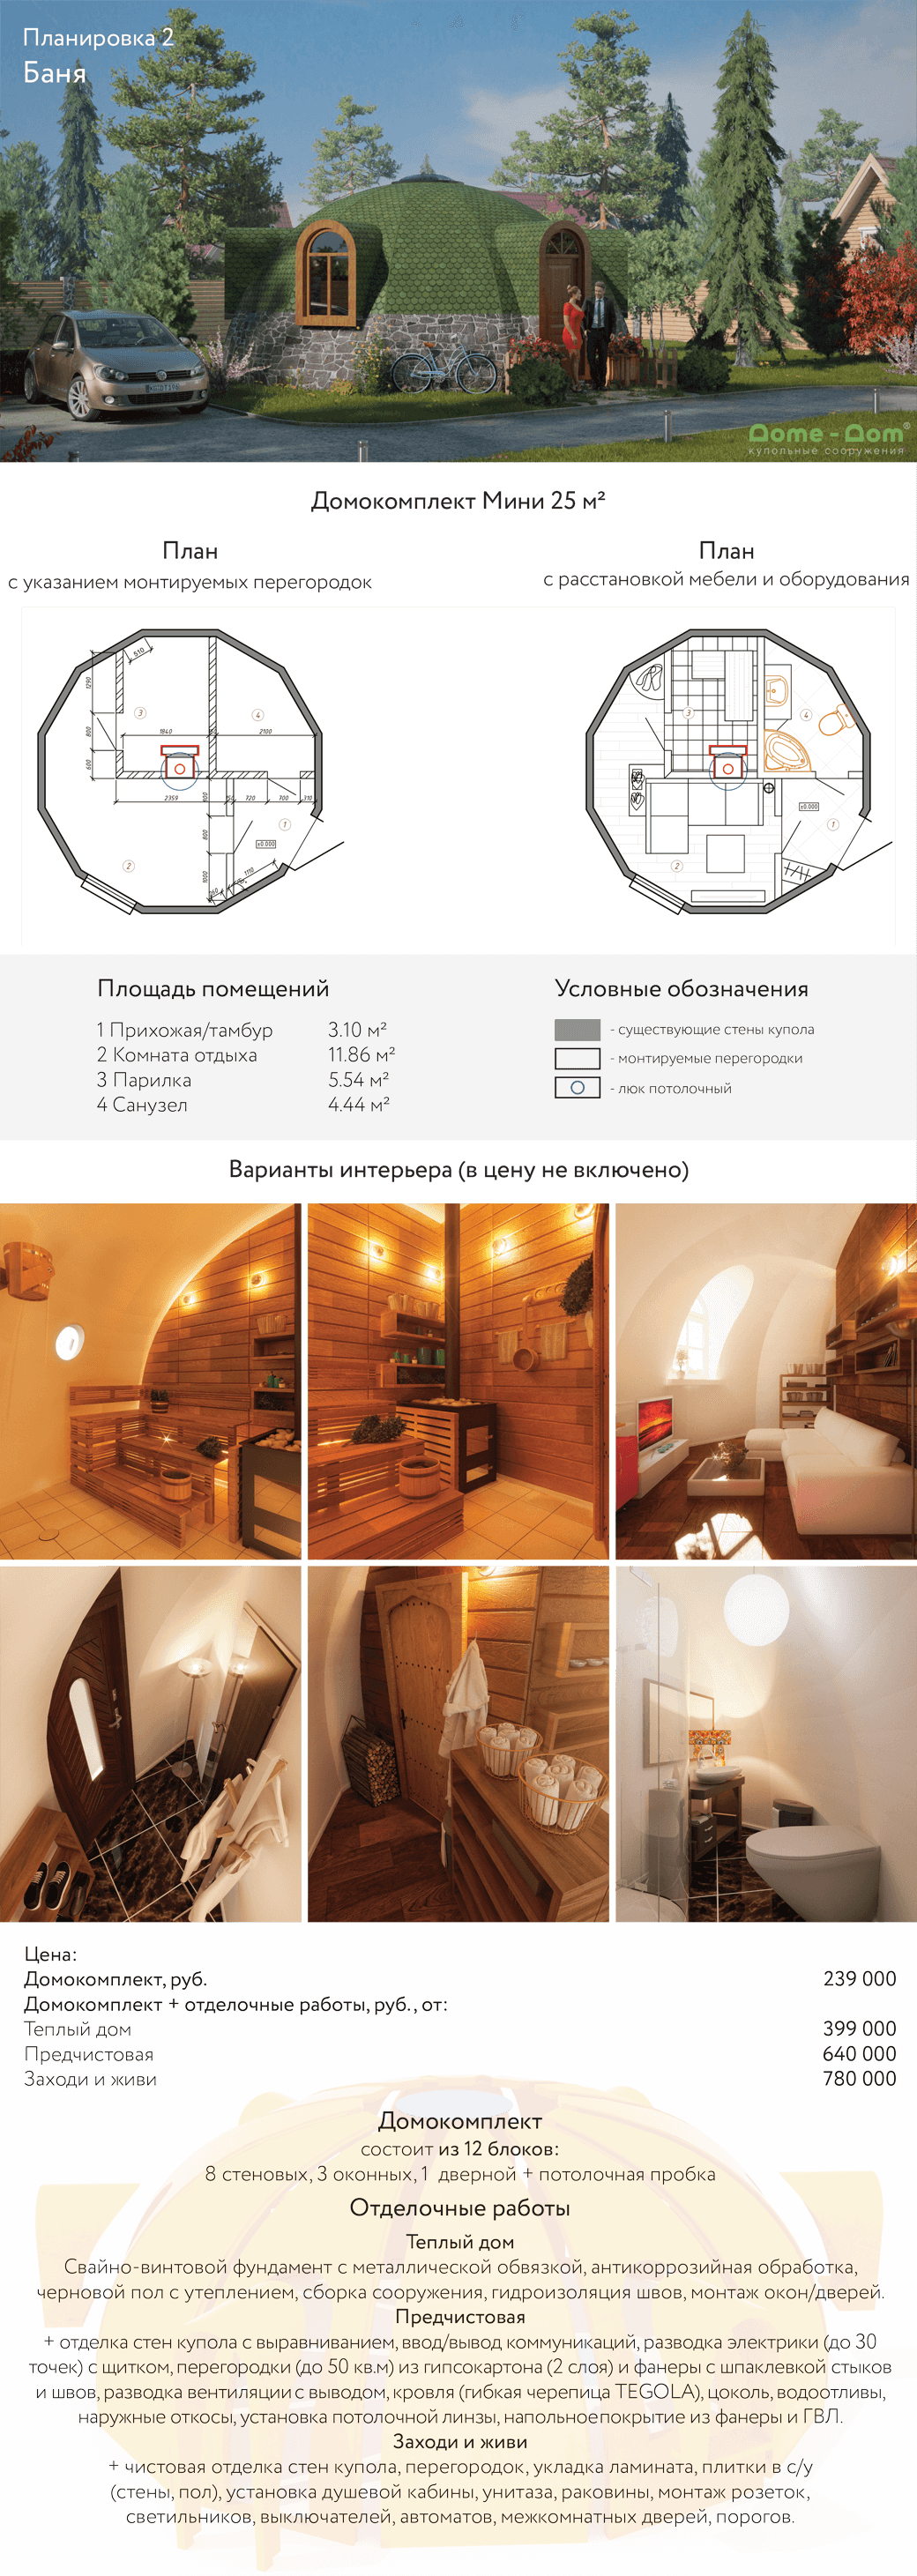 Планировка 2
Баня
Dome - Dom®
купольные сооружения
Домокомплект Мини 25 м²
План
с указанием монтируемых перегородок
План
с расстановкой мебели и оборудования
510
1290
3
4
800
1840
2100
600
2359
100
150
720
700
310
800
1
±0.000
2
1000
1110
3
4
±0.000
1
2
Площадь помещений
1 Прихожая/тамбур 3.10 м²
2 Комната отдыха 11.86 м²
3 Парилка 5.54 м²
4 Санузел 4.44 м²
Условные обозначения
- существующие стены купола
- монтируемые перегородки
- люк потолочный
Варианты интерьера (в цену не включено)
Цена:
Домокомплект, руб. 239 000
Домокомплект + отделочные работы, руб., от:
Теплый дом 399 000
Предчистовая 640 000
Заходи и живи 780 000
Домокомплект
состоит из 12 блоков:
8 стеновых, 3 оконных, 1 дверной + потолочная пробка
Отделочные работы
Теплый дом
Свайно-винтовой фундамент с металлической обвязкой, антикоррозийная обработка,
черновой пол с утеплением, сборка сооружения, гидроизоляция швов, монтаж окон/дверей.
Предчистовая
+ отделка стен купола с выравниванием, ввод/вывод коммуникаций, разводка электрики (до 30
точек) с щитком, перегородки (до 50 кв.м) из гипсокартона (2 слоя) и фанеры с шпаклевкой стыков
и швов, разводка вентиляции с выводом, кровля (гибкая черепица TEGOLA), цоколь, водоотливы,
наружные откосы, установка потолочной линзы, напольное покрытие из фанеры и ГВЛ.
Заходи и живи
+ чистовая отделка стен купола, перегородок, укладка ламината, плитки в с/у
(стены, пол), установка душевой кабины, унитаза, раковины, монтаж розеток,
светильников, выключателей, автоматов, межкомнатных дверей, порогов.